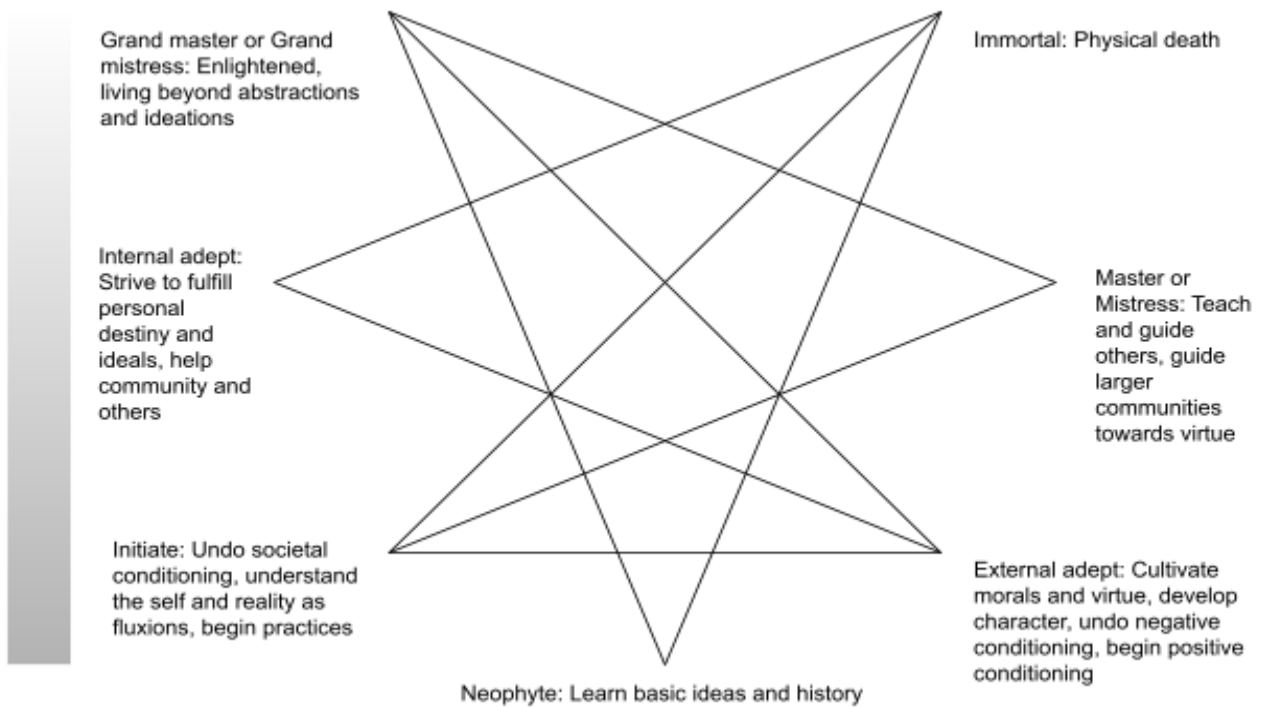 Grand master or Grand
mistress: Enlightened,
living beyond abstractions
and ideations
Immortal: Physical death
Internal adept:
Strive to fulfill
personal
destiny and
ideals, help
community and
others
Master or
Mistress: Teach
and guide
others, guide
larger
communities
towards virtue
Initiate: Undo societal
conditioning, understand
the self and reality as
fluxions, begin practices
External adept: Cultivate
morals and virtue, develop
character, undo negative
conditioning, begin positive
conditioning
Neophyte: Learn basic ideas and history